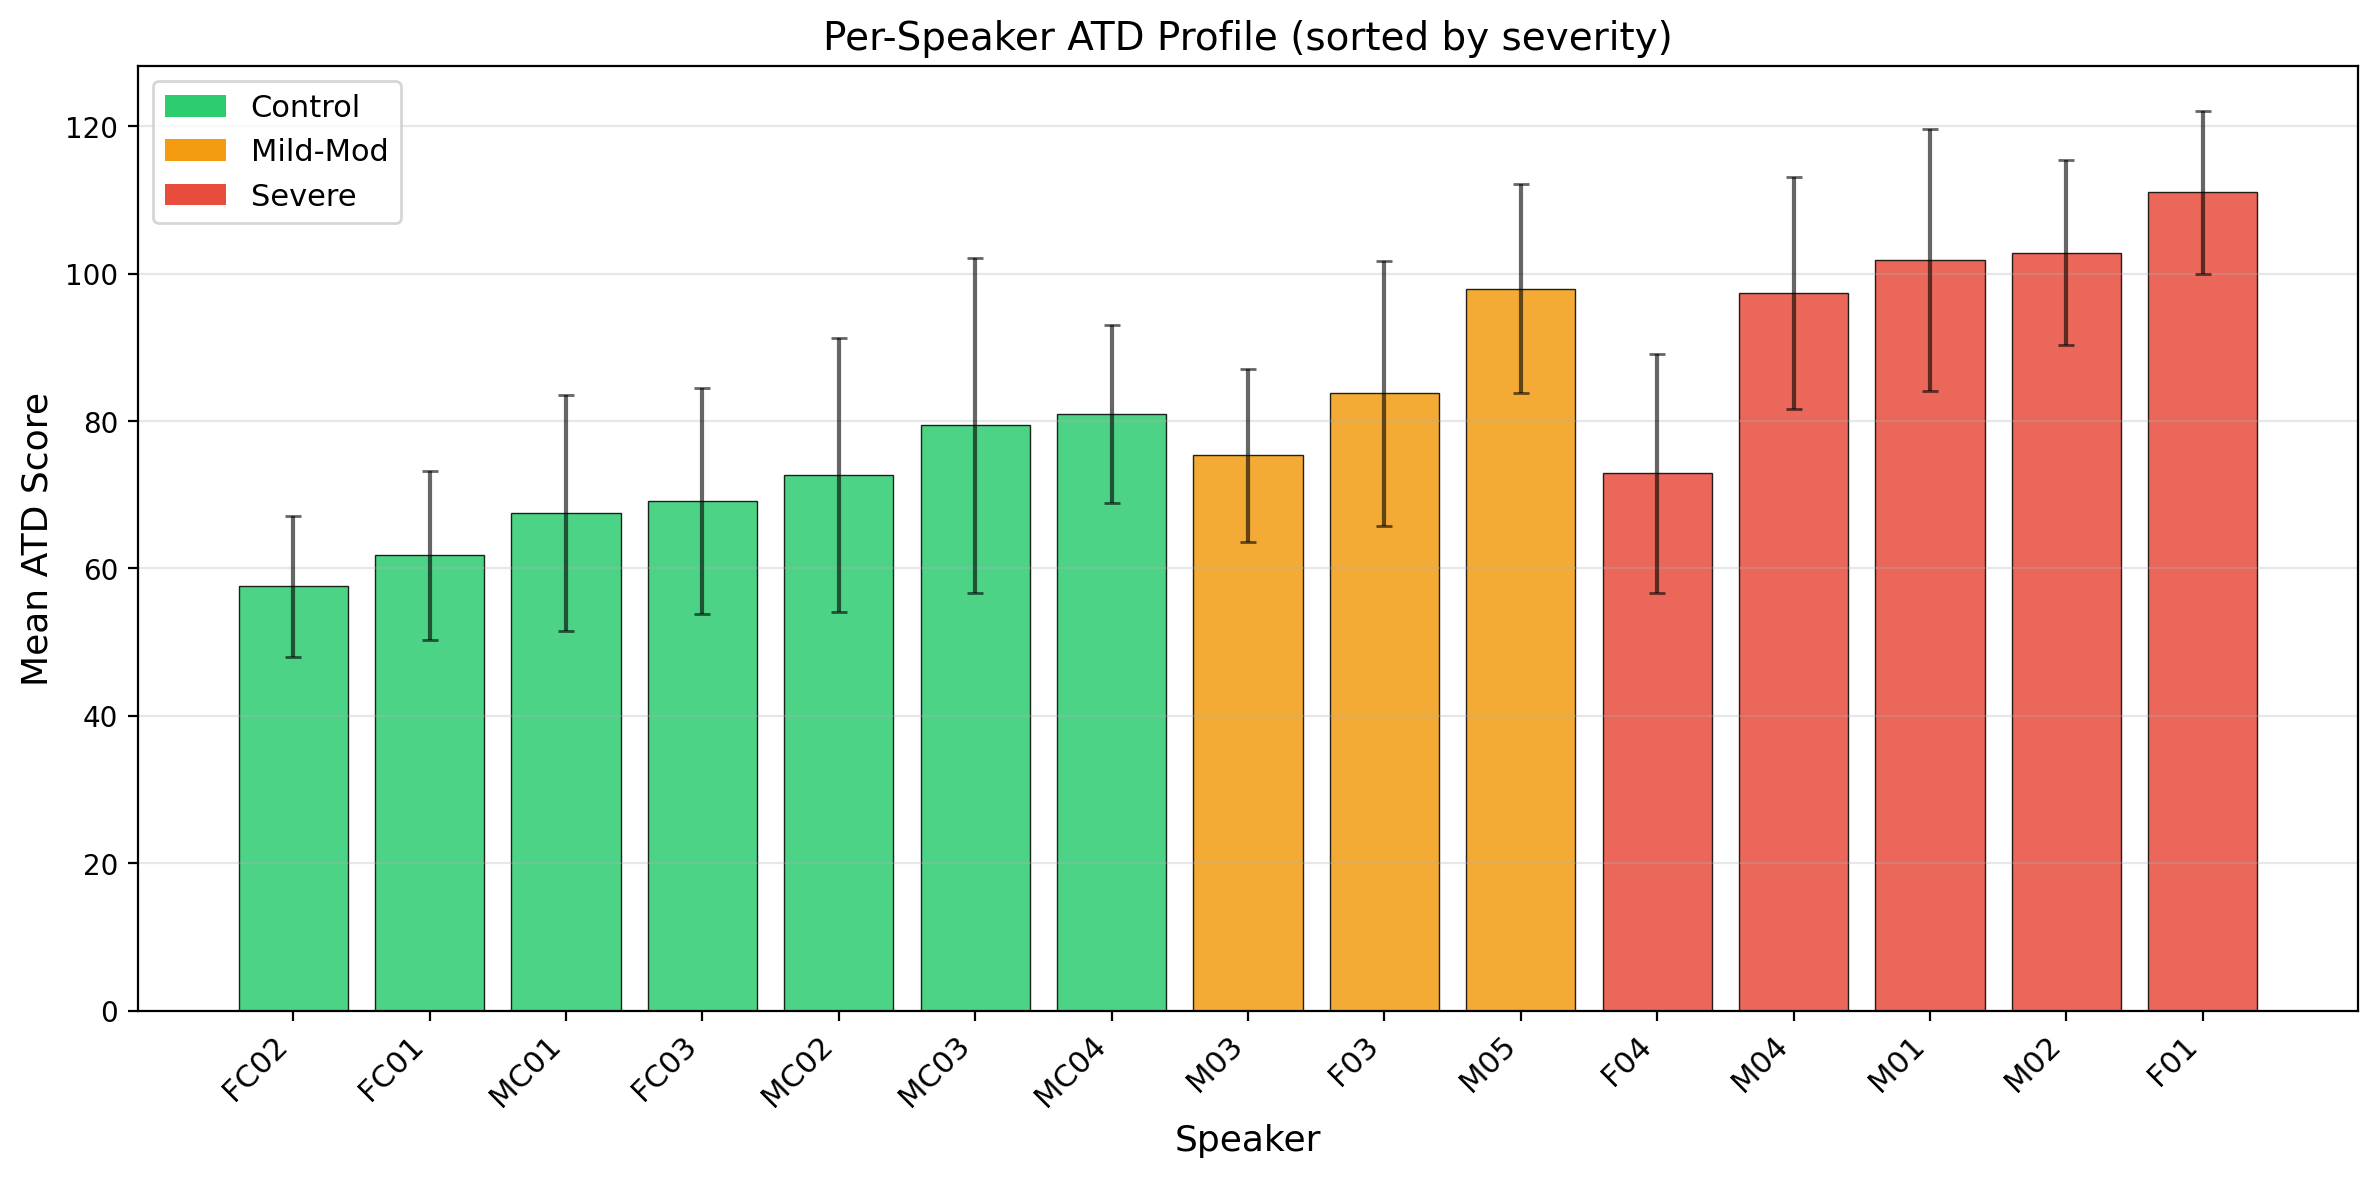 Per-Speaker ATD Profile (sorted by severity)
Control
Mild-Mod
Severe
Mean ATD Score
120
100
80
60
40
20
0
FC02 FC01 MC01 FC03 MC02 MC03 MC04 M03 F03 M05 F04 M04 M01 M02 F01
Speaker